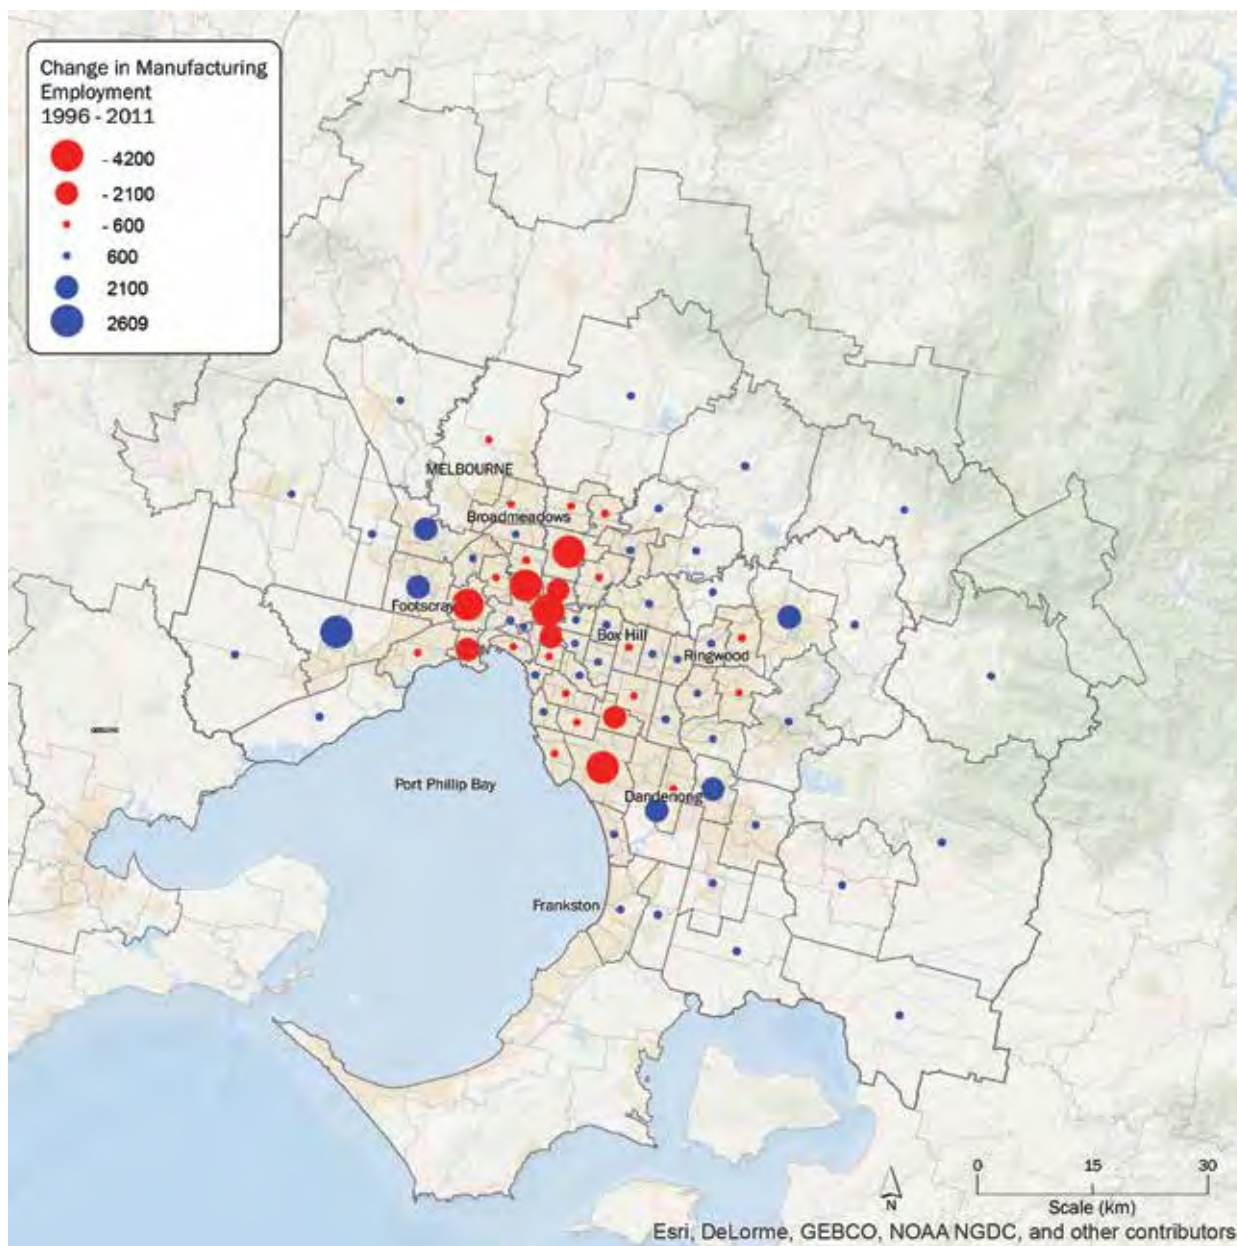 Change in Manufacturing
Employment
1996 - 2011
- 4200
- 2100
- 600
600
2100
2609
MELBOURNE
Broadmeadows
Footscray
Box Hill
Ringwood
Port Phillip Bay
Dandenong
Frankston
N
0 15 30
Scale (km)
Esri, DeLorme, GEBCO, NOAA NGDC, and other contributors